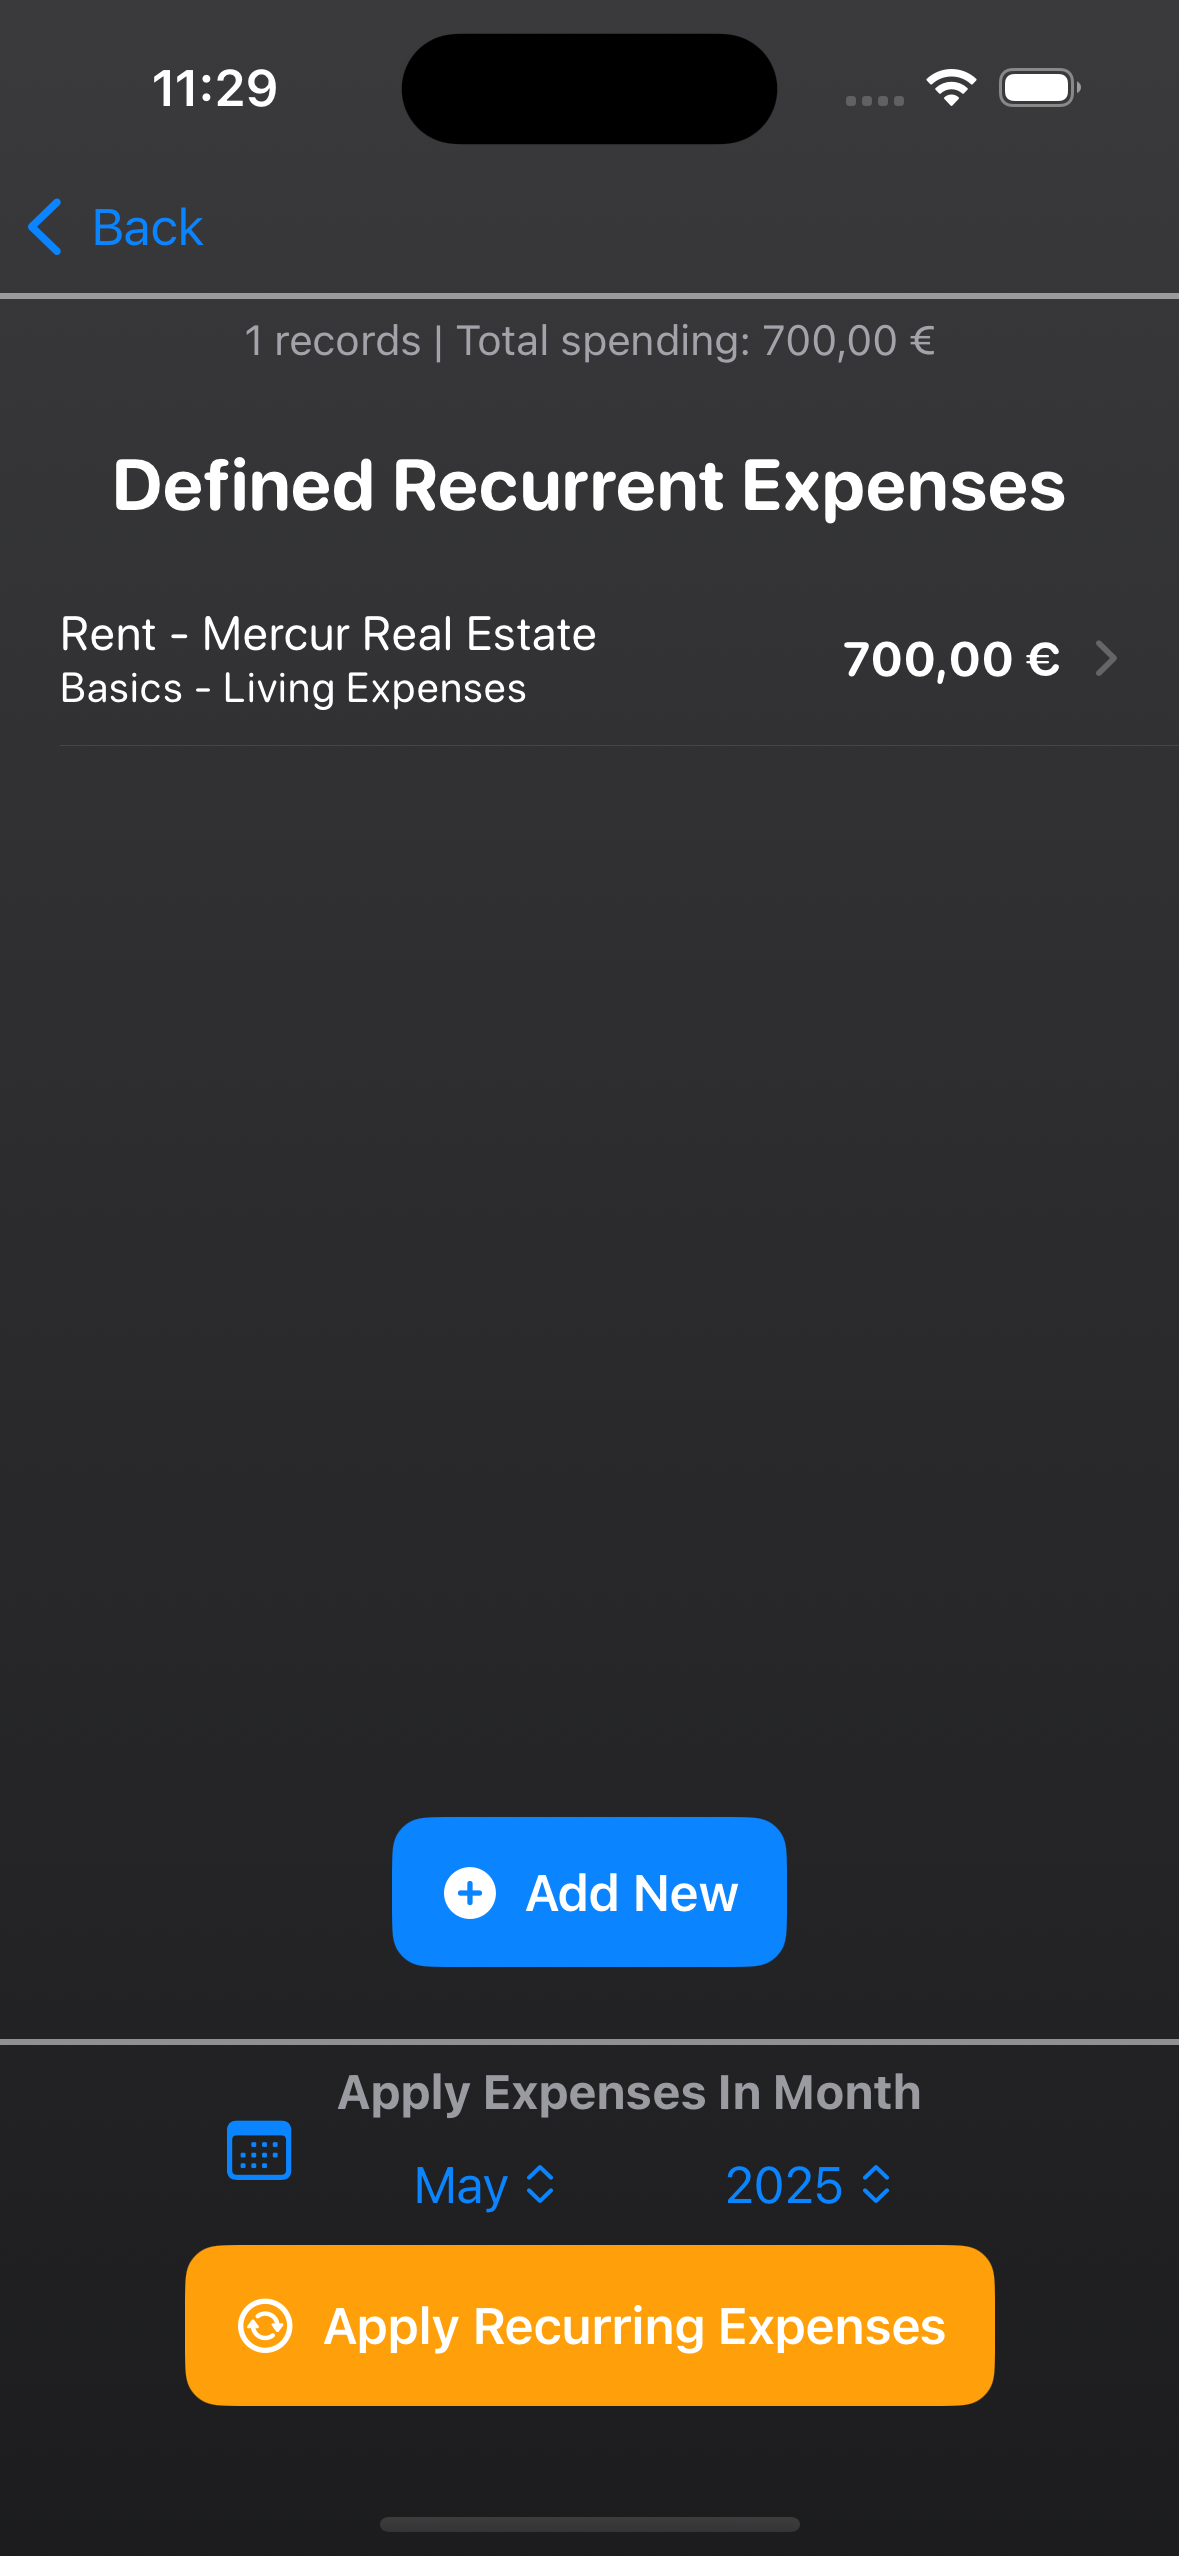 11:29
Back
1 records | Total spending: 700,00 €
Defined Recurrent Expenses
Rent - Mercur Real Estate
Basics - Living Expenses
700,00 €
Add New
Apply Expenses In Month
May
2025
Apply Recurring Expenses